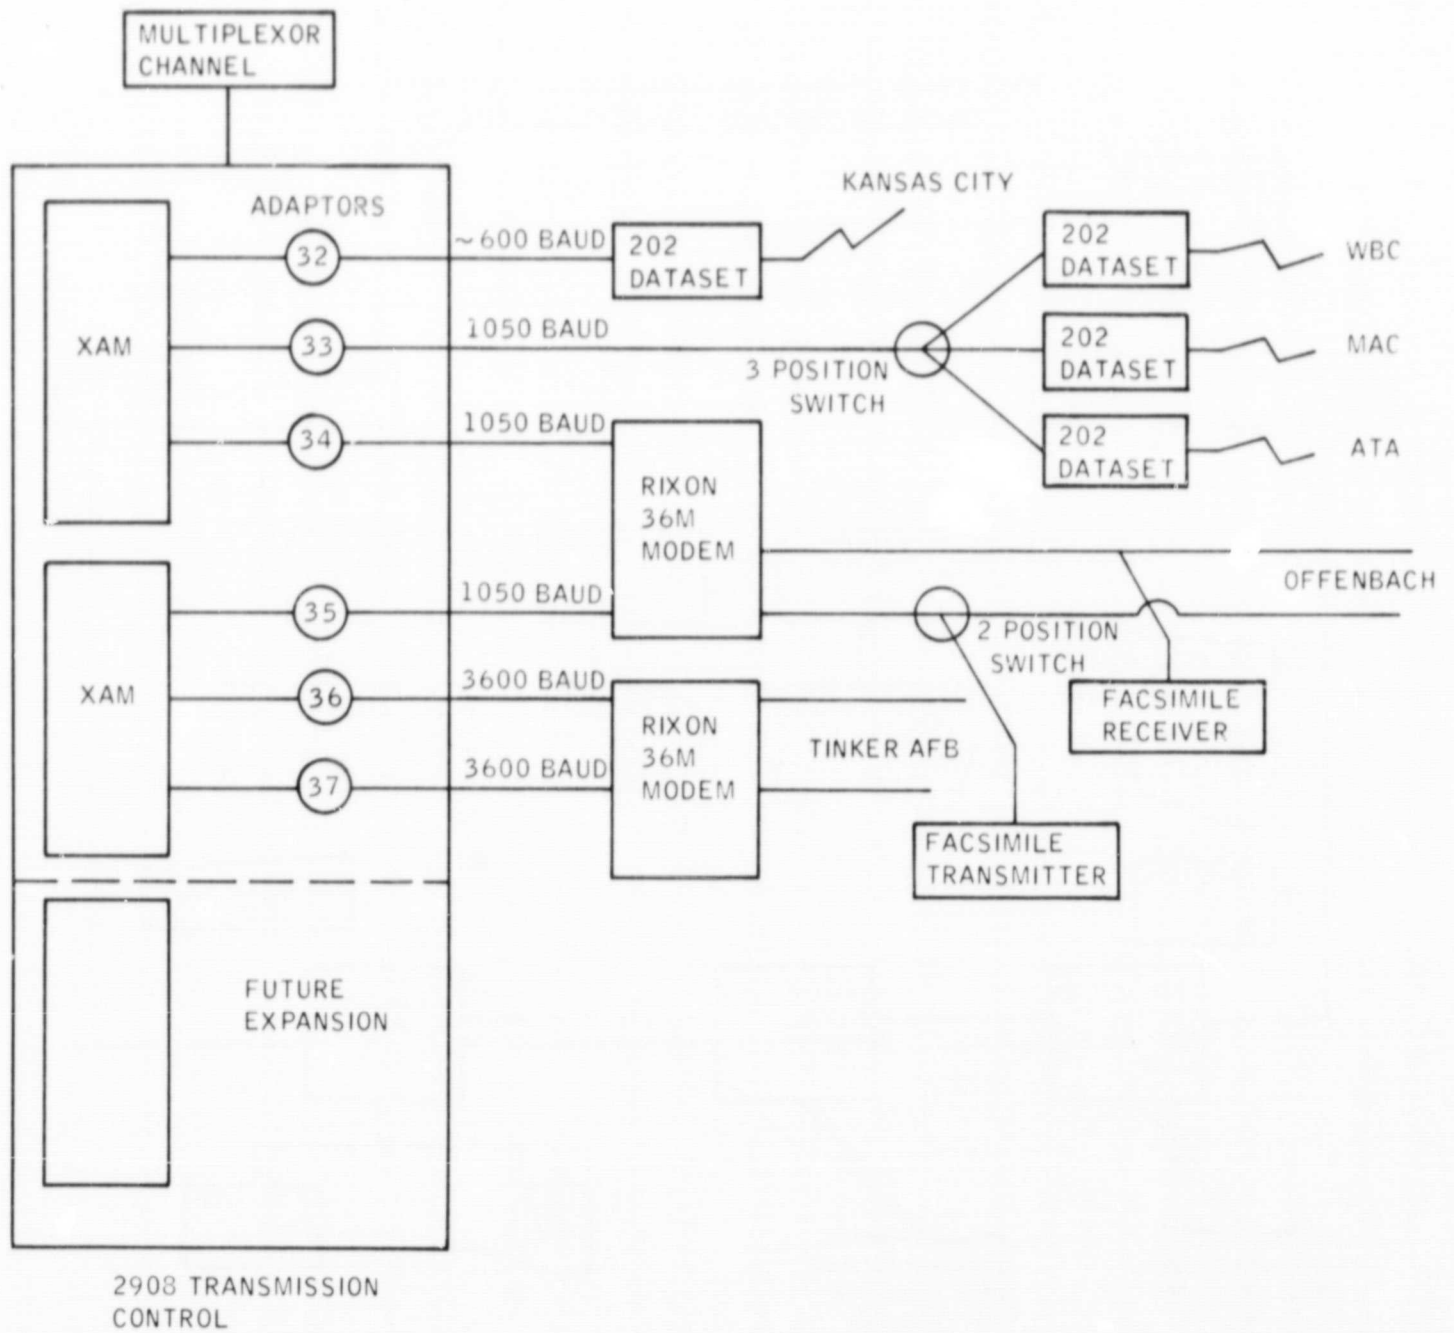 MULTIPLEXOR
CHANNEL
KANSAS CITY
ADAPTORS
32
~600 BAUD
202
DATASET
202
DATASET
WBC
XAM
33
1050 BAUD
3 POSITION
SWITCH
202
DATASET
MAC
34
1050 BAUD
202
DATASET
ATA
RIXON
36M
MODEM
OFFENBACH
35
1050 BAUD
2 POSITION
SWITCH
XAM
36
3600 BAUD
RIXON
36M
MODEM
TINKER AFB
FACSIMILE
RECEIVER
37
3600 BAUD
FACSIMILE
TRANSMITTER
FUTURE
EXPANSION
2908 TRANSMISSION
CONTROL